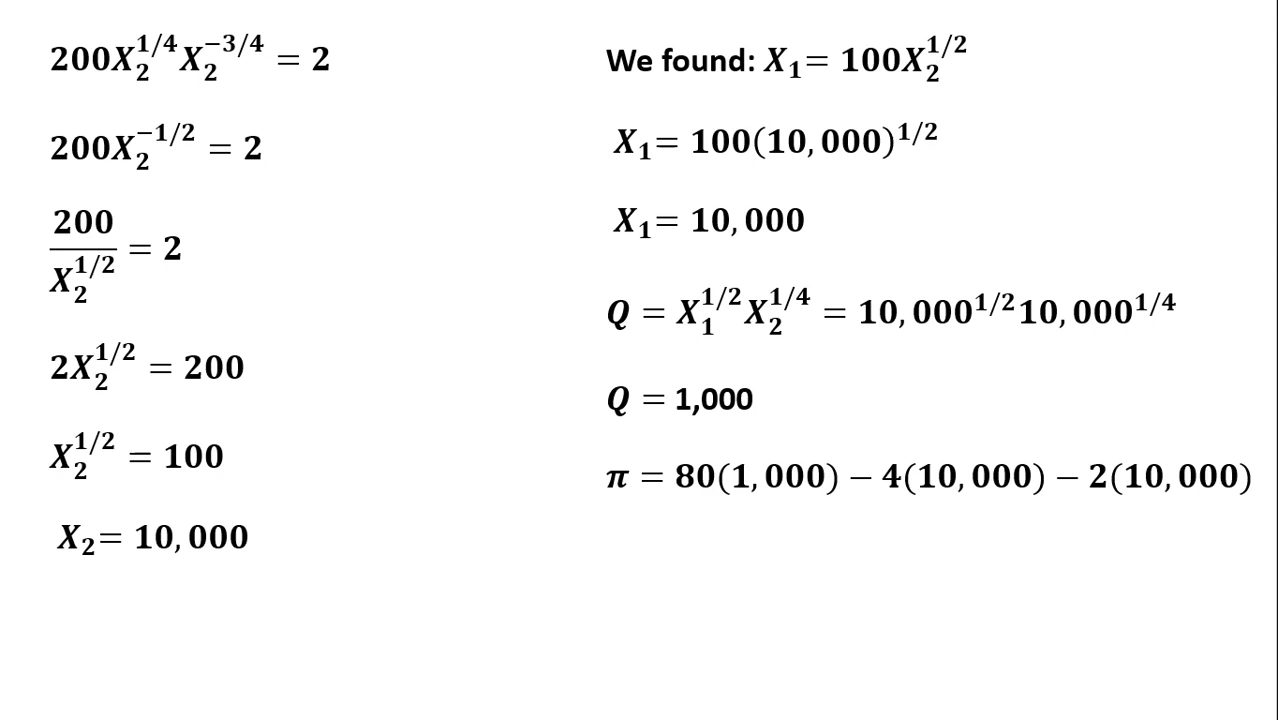 $200X_2^{1/4}X_2^{-3/4} = 2$
$200X_2^{-1/2} = 2$
$\frac{200}{X_2^{1/2}} = 2$
$2X_2^{1/2} = 200$
$X_2^{1/2} = 100$
$X_2 = 10,000$
We found: $X_1 = 100X_2^{1/2}$
$X_1 = 100(10,000)^{1/2}$
$X_1 = 10,000$
$Q = X_1^{1/2}X_2^{1/4} = 10,000^{1/2}10,000^{1/4}$
$Q = 1,000$
$\pi = 80(1,000) - 4(10,000) - 2(10,000)$